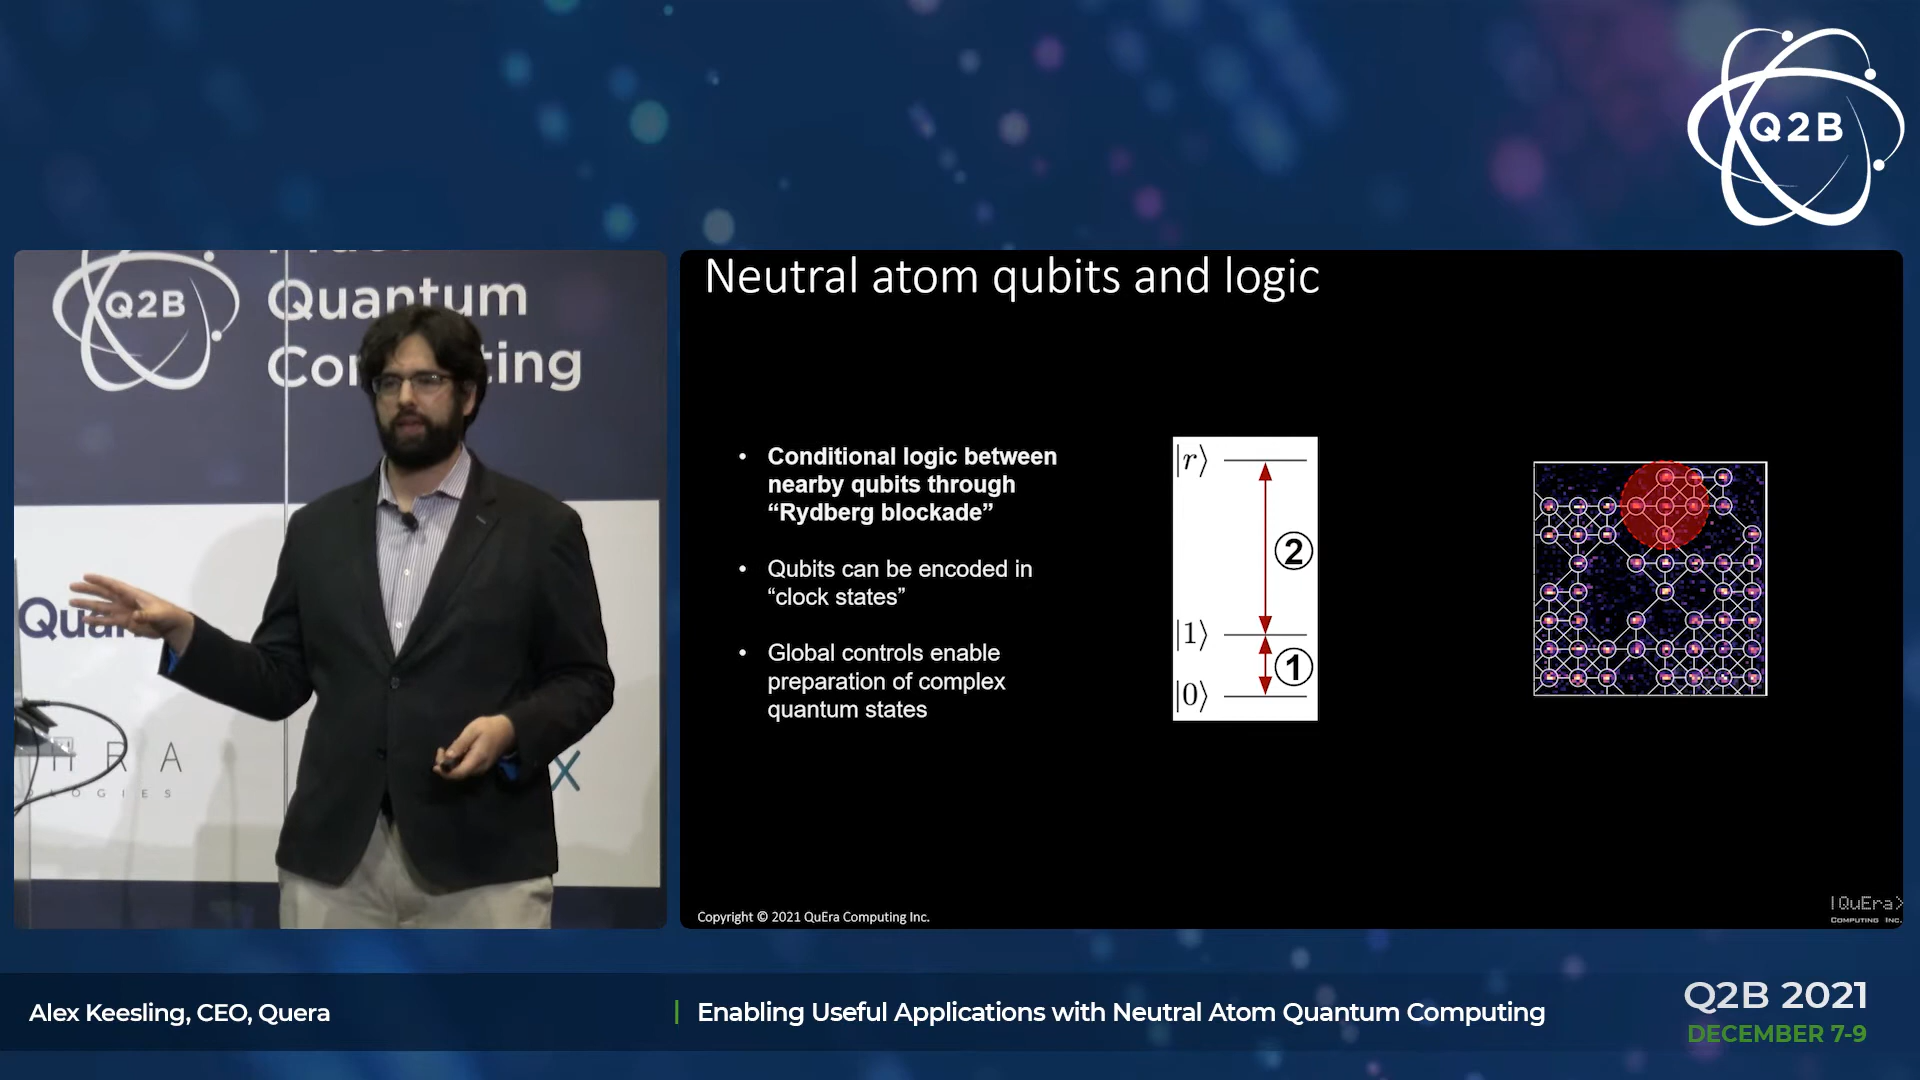 Q2B
Q2B
Quantum
Neutral atom qubits and logic
• Conditional logic between
nearby qubits through
“Rydberg blockade”
• Qubits can be encoded in
“clock states”
• Global controls enable
preparation of complex
quantum states
|r⟩
②
|1⟩
①
|0⟩
Copyright © 2021 QuEra Computing Inc.
|QuEra⟩
COMPUTING INC.
Alex Keesling, CEO, Quera
Enabling Useful Applications with Neutral Atom Quantum Computing
Q2B 2021
DECEMBER 7-9